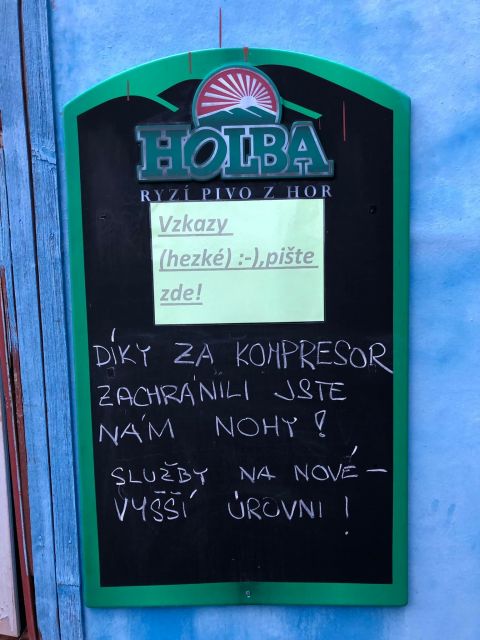 HOLBA
RYZÍ PIVO Z HOR
Vzkazy
(hezké) :-),pište
zde!
DÍKY ZA KOMPRESOR
ZACHRÁNILI JSTE
NÁM NOHY !
SLUŽBY NA NOVÉ –
VYŠŠÍ ÚROVNI !